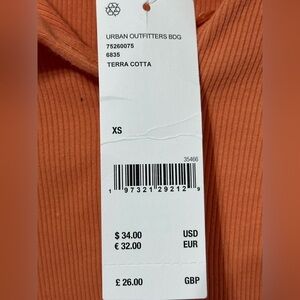 URBAN OUTFITTERS BDG
75260075
6835
TERRA COTTA
XS
35466
1 97321 29212 9
$ 34.00 USD
€ 32.00 EUR
£ 26.00 GBP